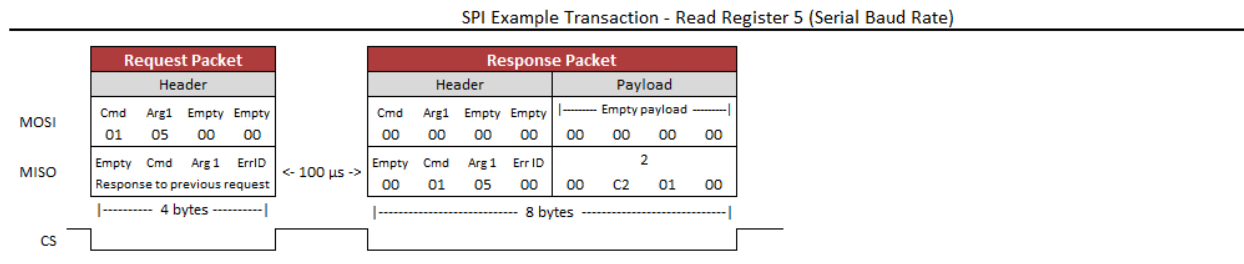 SPI Example Transaction - Read Register 5 (Serial Baud Rate)
Request Packet Response Packet
Header Header Payload
MOSI Cmd Arg1 Empty Empty Cmd Arg1 Empty Empty |--------- Empty payload ---------|
01 05 00 00 00 00 00 00 00 00 00 00
MISO Empty Cmd Arg 1 ErrID <- 100 μs -> Empty Cmd Arg 1 Err ID 2
Response to previous request 00 01 05 00 00 C2 01 00
|---------- 4 bytes ----------| |---------------------------- 8 bytes -----------------------------|
CS